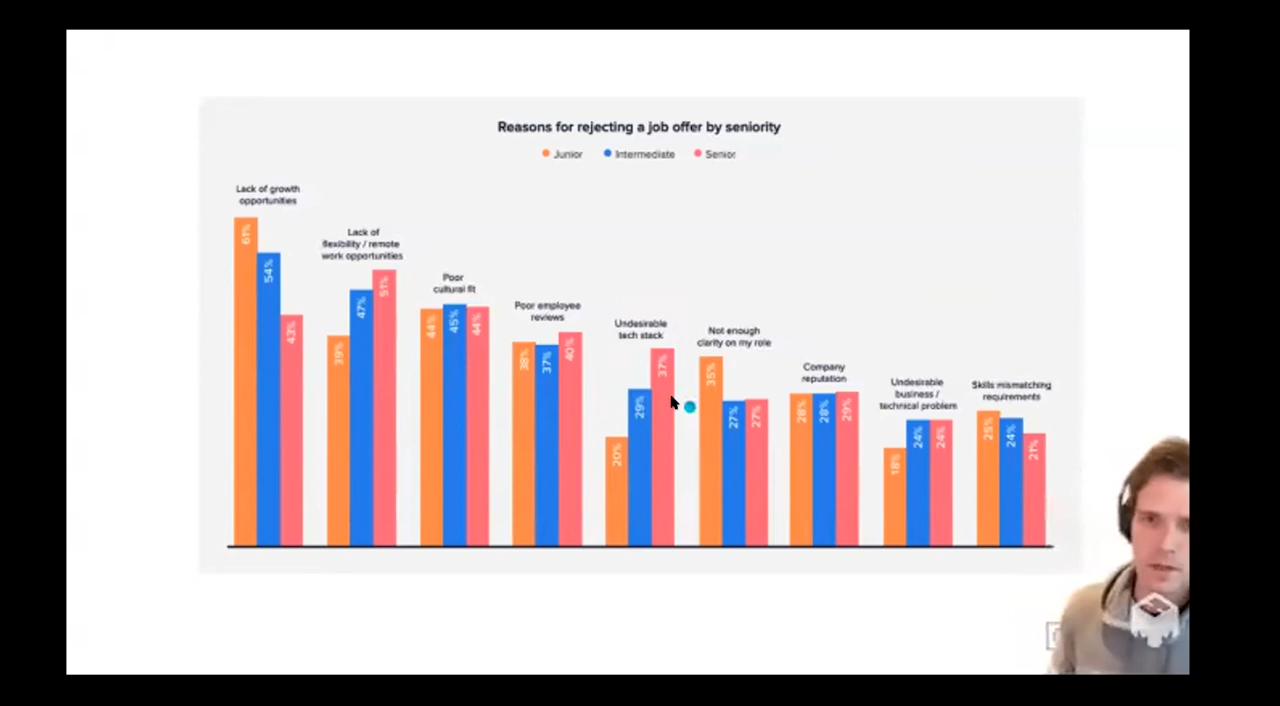 Reasons for rejecting a job offer by seniority
Junior Intermediate Senior
Lack of growth
opportunities
61%
54%
43%
Lack of
flexibility / remote
work opportunities
39%
47%
51%
Poor
cultural fit
44%
45%
44%
Poor employee
reviews
38%
37%
40%
Undesirable
tech stack
20%
29%
37%
Not enough
clarity on my role
35%
27%
27%
Company
reputation
28%
28%
29%
Undesirable
business /
technical problem
18%
24%
24%
Skills mismatching
requirements
25%
24%
21%